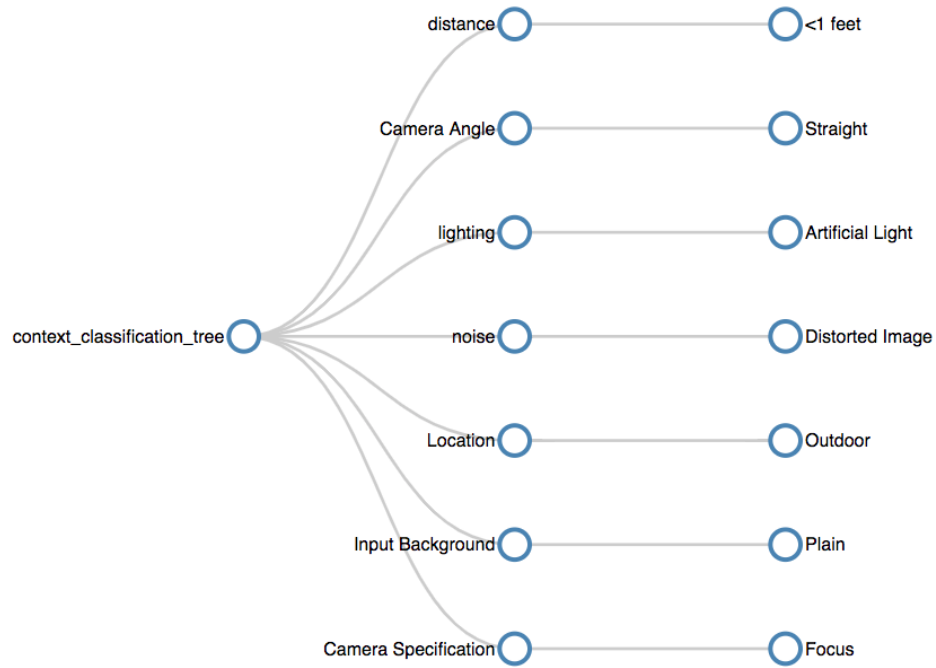 distance <1 feet
Camera Angle Straight
lighting Artificial Light
context_classification_tree noise Distorted Image
Location Outdoor
Input Background Plain
Camera Specification Focus